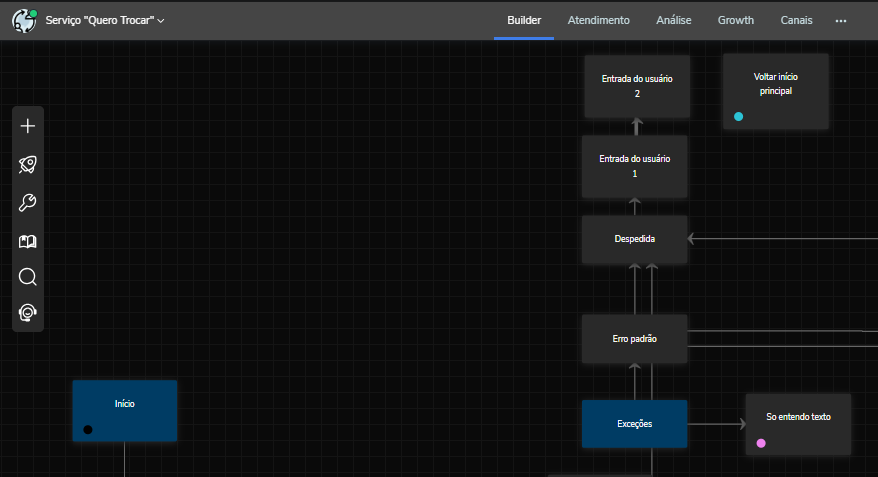 Serviço "Quero Trocar"
Builder
Atendimento
Análise
Growth
Canais
Entrada do usuário
2
Voltar início
principal
Entrada do usuário
1
Despedida
Erro padrão
Início
Exceções
So entendo texto